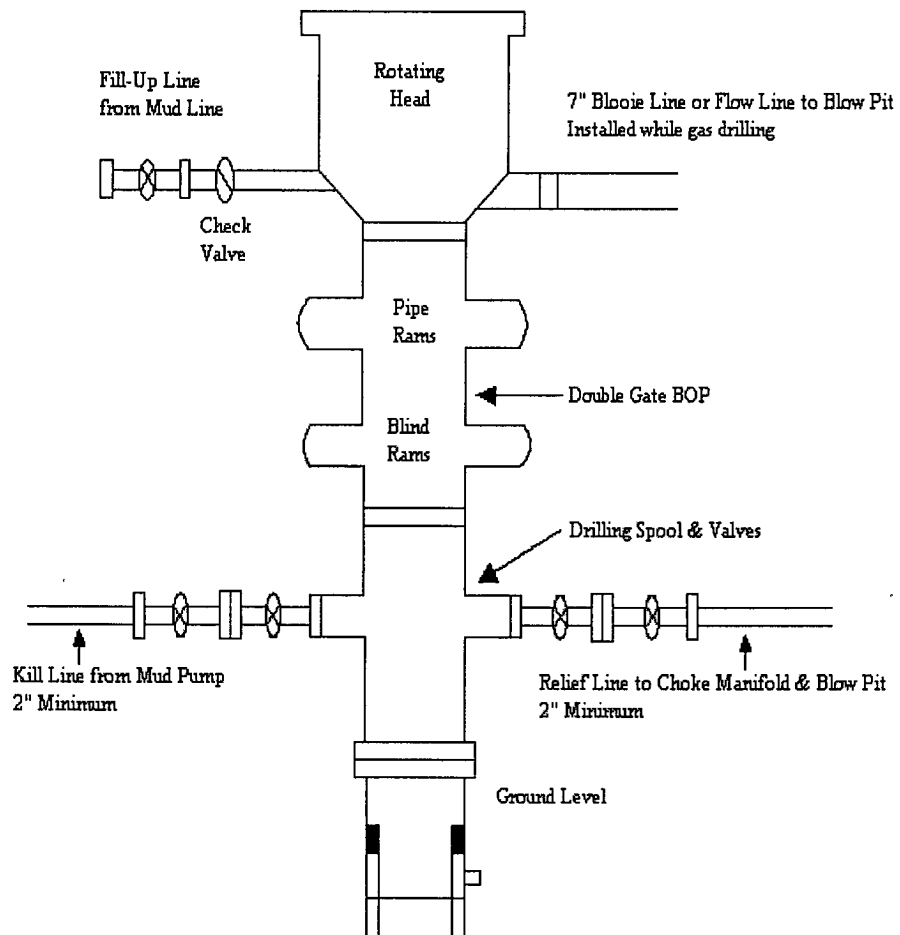 Rotating
Head
Fill-Up Line
from Mud Line
7" Blooie Line or Flow Line to Blow Pit
Installed while gas drilling
Check
Valve
Pipe
Rams
Double Gate BOP
Blind
Rams
Drilling Spool & Valves
Kill Line from Mud Pump
2" Minimum
Relief Line to Choke Manifold & Blow Pit
2" Minimum
Ground Level